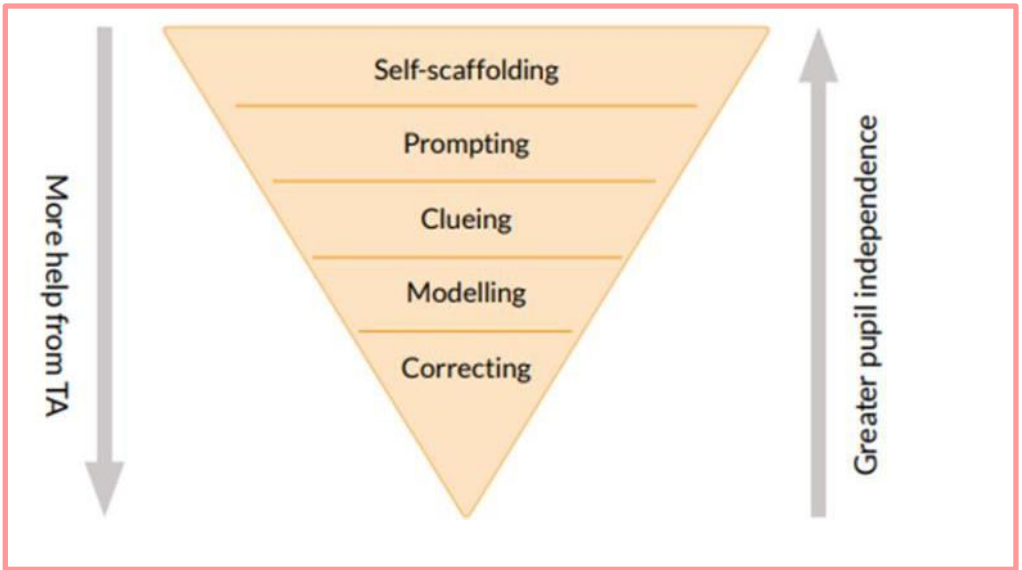 More help from TA
Self-scaffolding
Prompting
Clueing
Modelling
Correcting
Greater pupil independence